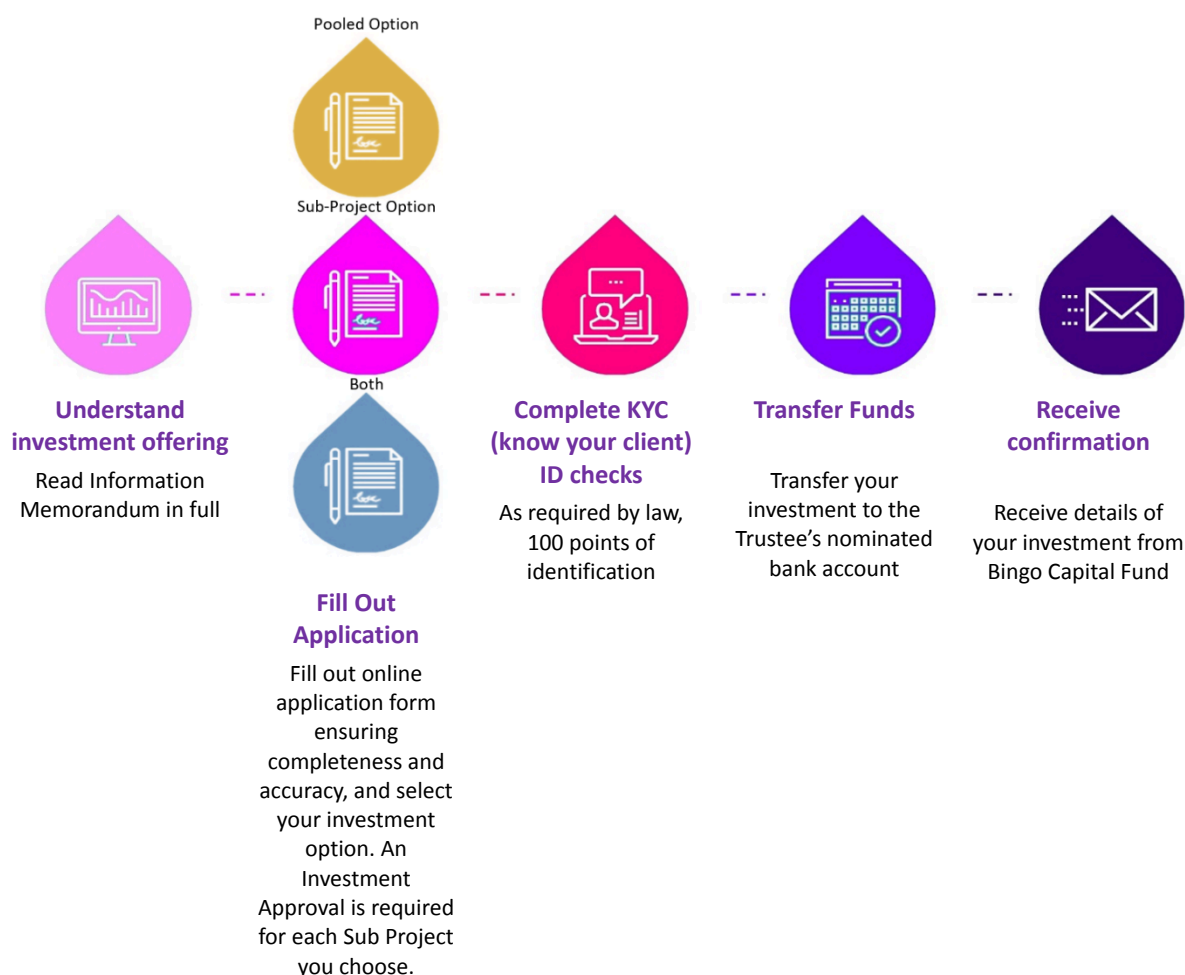 Pooled Option
Sub-Project Option
Both
Understand
investment offering
Read Information
Memorandum in full
Fill Out
Application
Fill out online
application form
ensuring
completeness and
accuracy, and select
your investment
option. An
Investment
Approval is required
for each Sub Project
you choose.
Complete KYC
(know your client)
ID checks
As required by law,
100 points of
identification
Transfer Funds
Transfer your
investment to the
Trustee’s nominated
bank account
Receive
confirmation
Receive details of
your investment from
Bingo Capital Fund